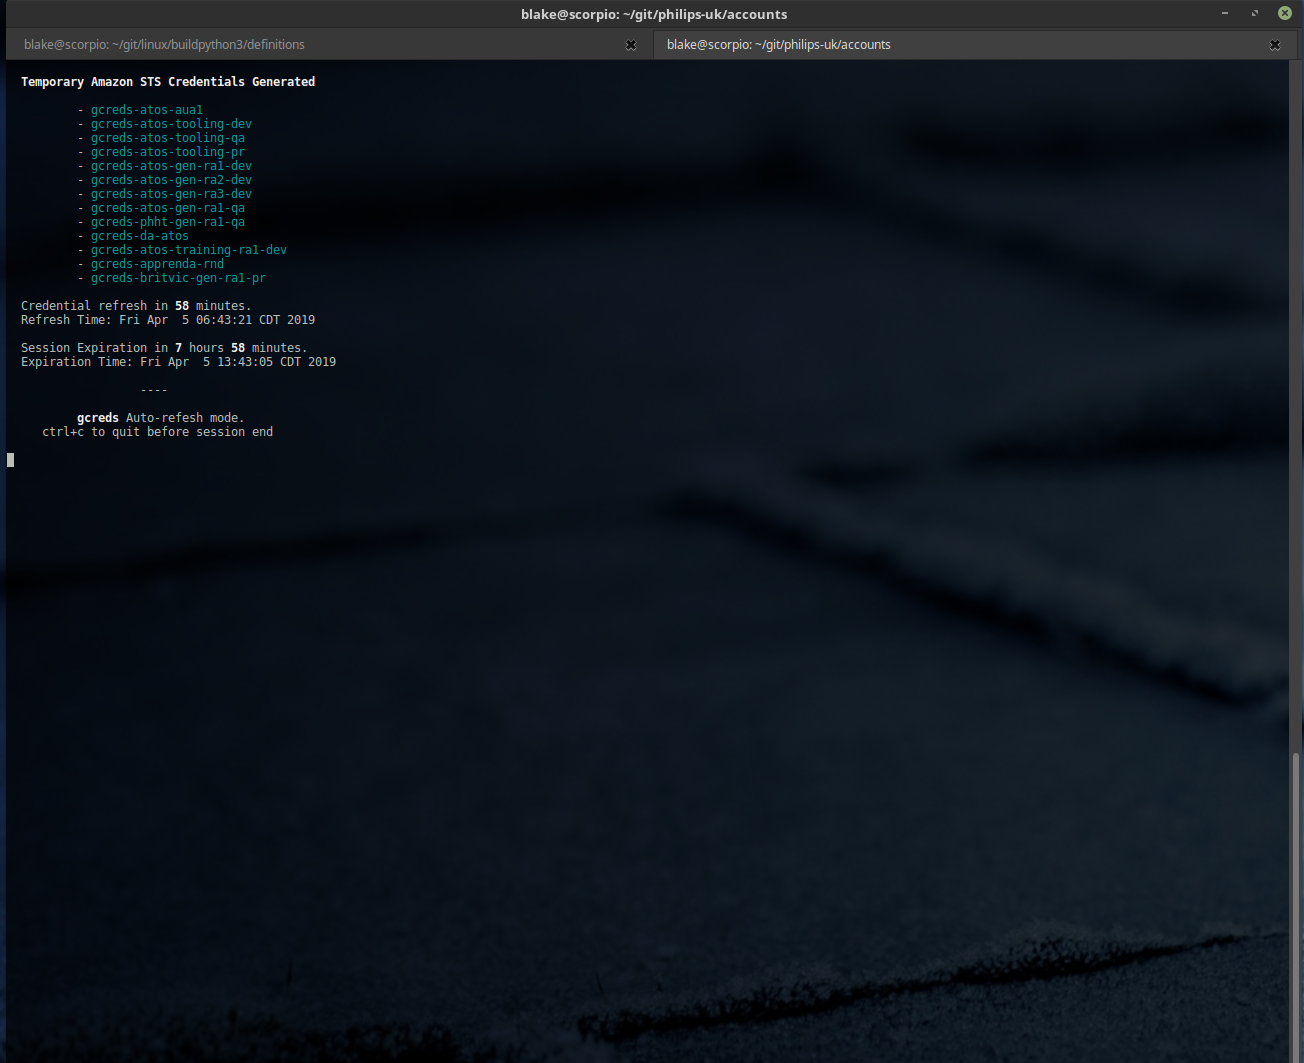 blake@scorpio: ~/git/philips-uk/accounts
blake@scorpio: ~/git/linux/buildpython3/definitions
blake@scorpio: ~/git/philips-uk/accounts
Temporary Amazon STS Credentials Generated
- gcreds-atos-aua1
- gcreds-atos-tooling-dev
- gcreds-atos-tooling-qa
- gcreds-atos-tooling-pr
- gcreds-atos-gen-ra1-dev
- gcreds-atos-gen-ra2-dev
- gcreds-atos-gen-ra3-dev
- gcreds-atos-gen-ra1-qa
- gcreds-phht-gen-ra1-qa
- gcreds-da-atos
- gcreds-atos-training-ra1-dev
- gcreds-apprenda-rnd
- gcreds-britvic-gen-ra1-pr
Credential refresh in 58 minutes.
Refresh Time: Fri Apr  5 06:43:21 CDT 2019
Session Expiration in 7 hours 58 minutes.
Expiration Time: Fri Apr  5 13:43:05 CDT 2019
----
gcreds Auto-refesh mode.
ctrl+c to quit before session end